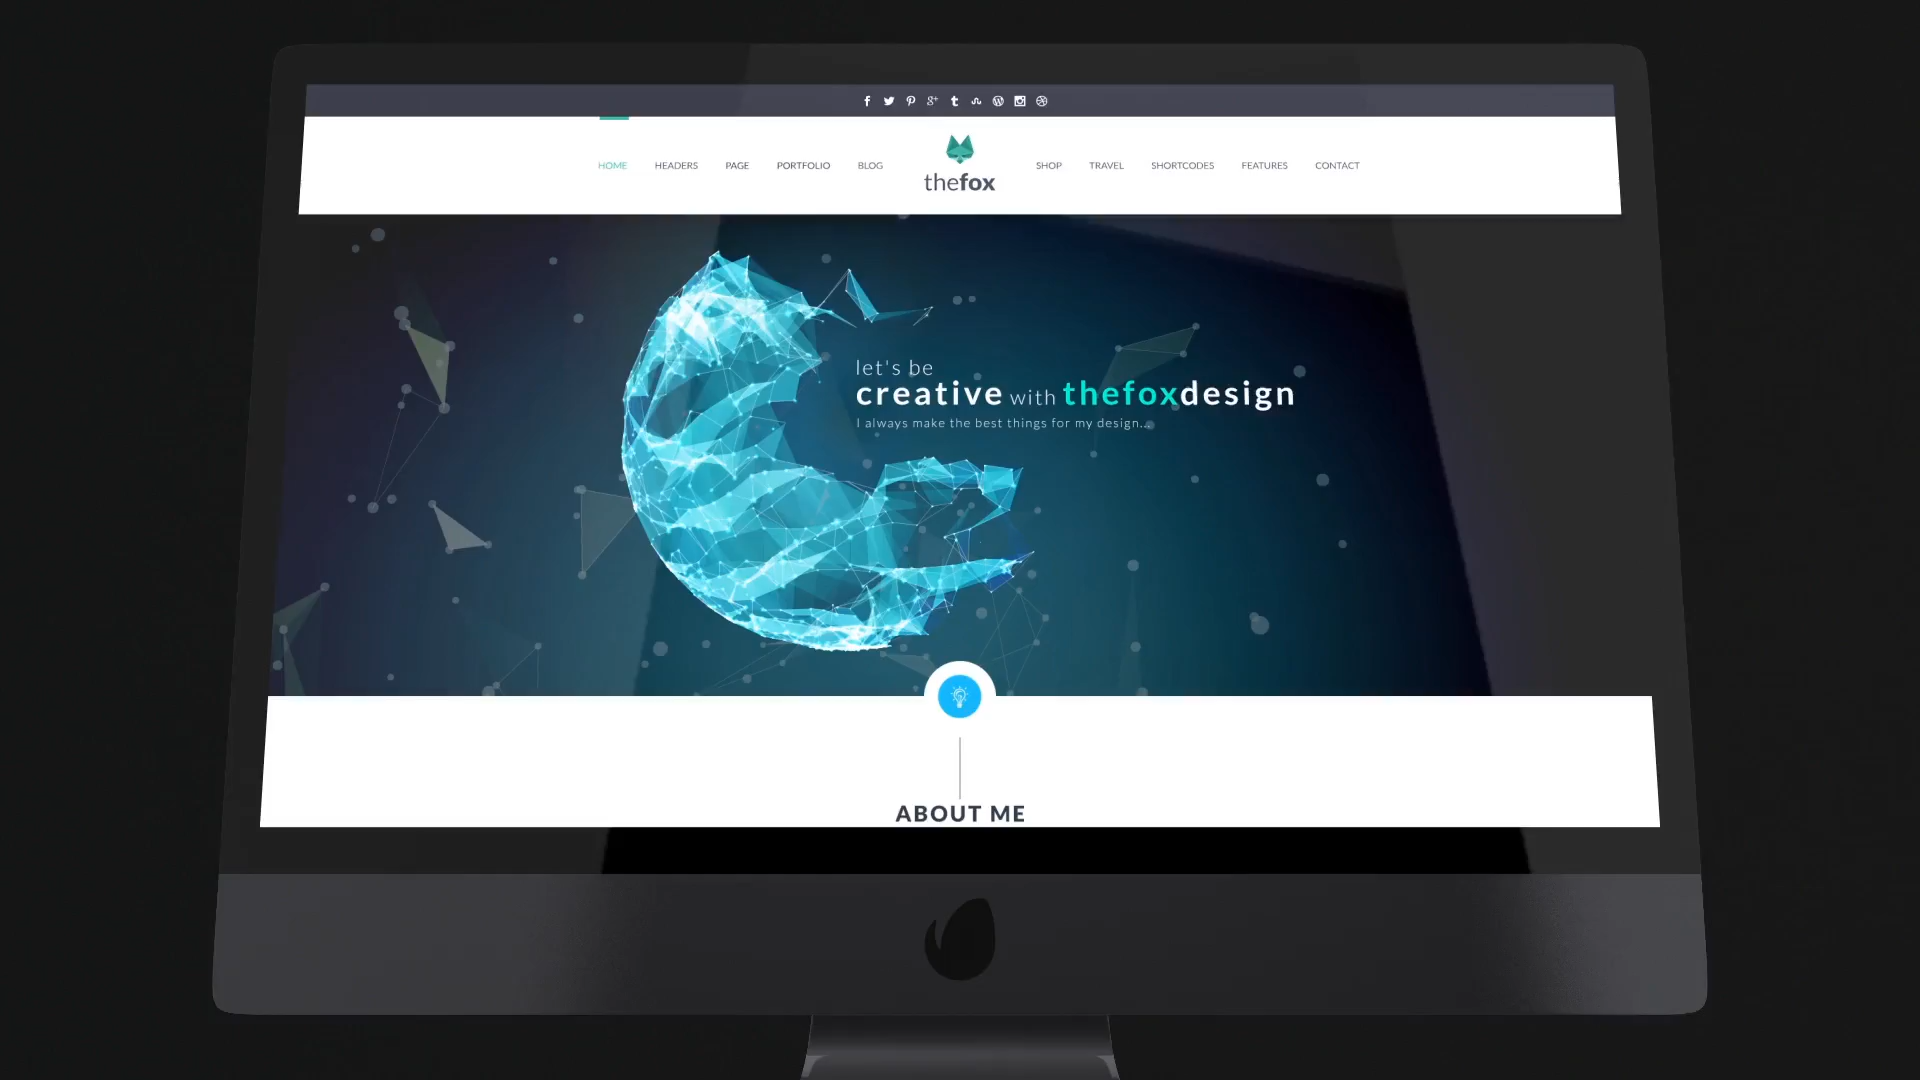 HOME HEADERS PAGE PORTFOLIO BLOG thefox SHOP TRAVEL SHORTCODES FEATURES CONTACT
let's be
creative with thefoxdesign
I always make the best things for my design...
ABOUT ME